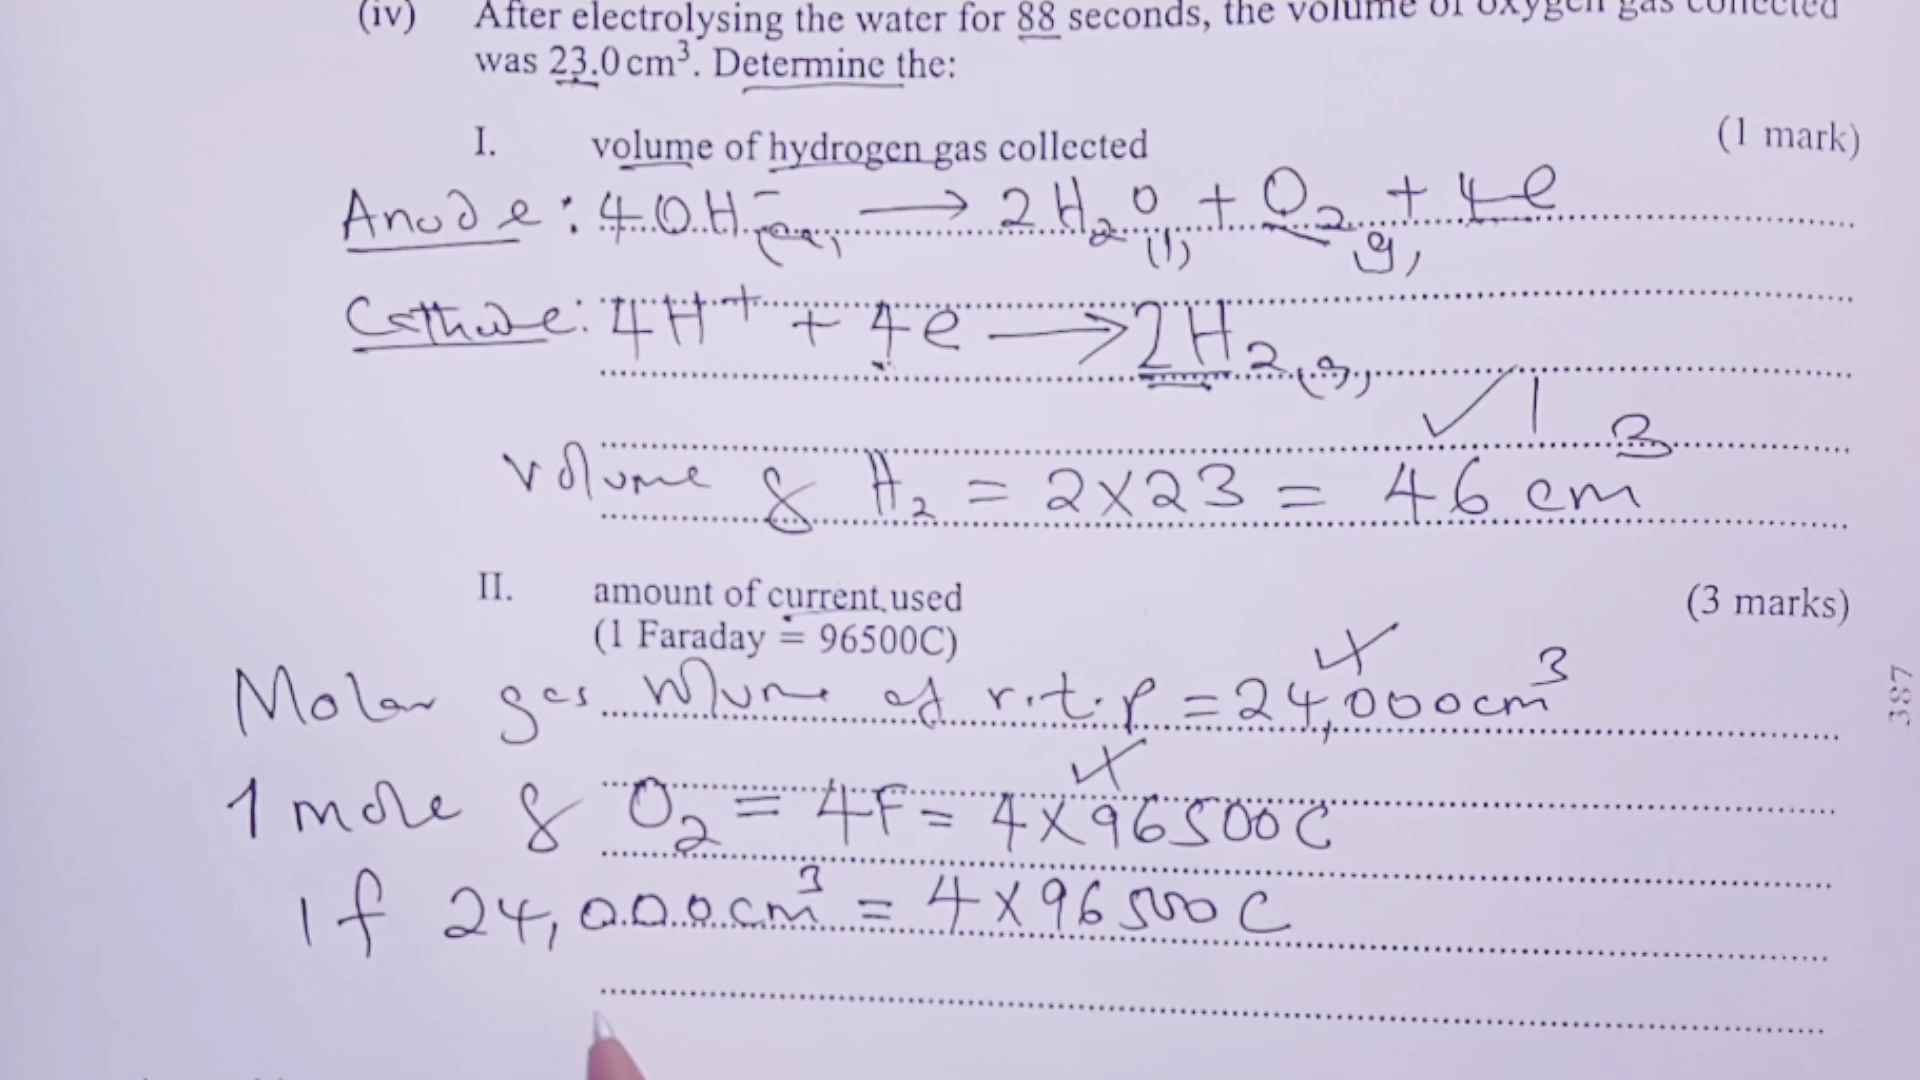 (iv) After electrolysing the water for 88 seconds, the volume of oxygen gas collected
was 23.0 cm³. Determine the:
I. volume of hydrogen gas collected (1 mark)
Anode: 4OH⁻(aq) → 2H₂O(l) + O₂(g) + 4e
Cathode: 4H⁺ + 4e → 2H₂(g)
✓1
volume of H₂ = 2×23 = 46 cm³
II. amount of current used (3 marks)
(1 Faraday = 96500C)
Molar gas volume at r.t.p = 24,000cm³
1 mole of O₂ = 4F = 4×96500C
If 24,000cm³ = 4×96500C
387